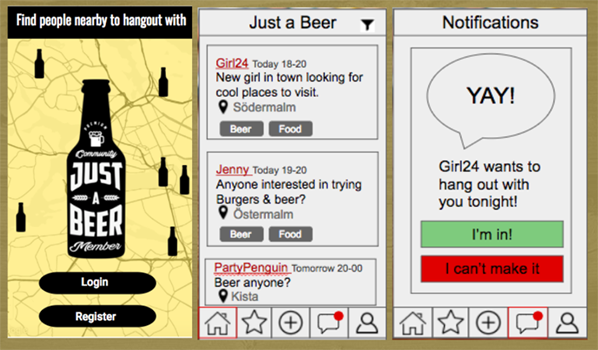 Find people nearby to hangout with
PREMIUM
Community
JUST
A
BEER
Member
Login
Register
Just a Beer
Girl24 Today 18-20
New girl in town looking for
cool places to visit.
Södermalm
Beer Food
Jenny Today 19-20
Anyone interested in trying
Burgers & beer?
Östermalm
Beer Food
PartyPenguin Tomorrow 20-00
Beer anyone?
Kista
Notifications
YAY!
Girl24 wants to
hang out with
you tonight!
I'm in!
I can't make it